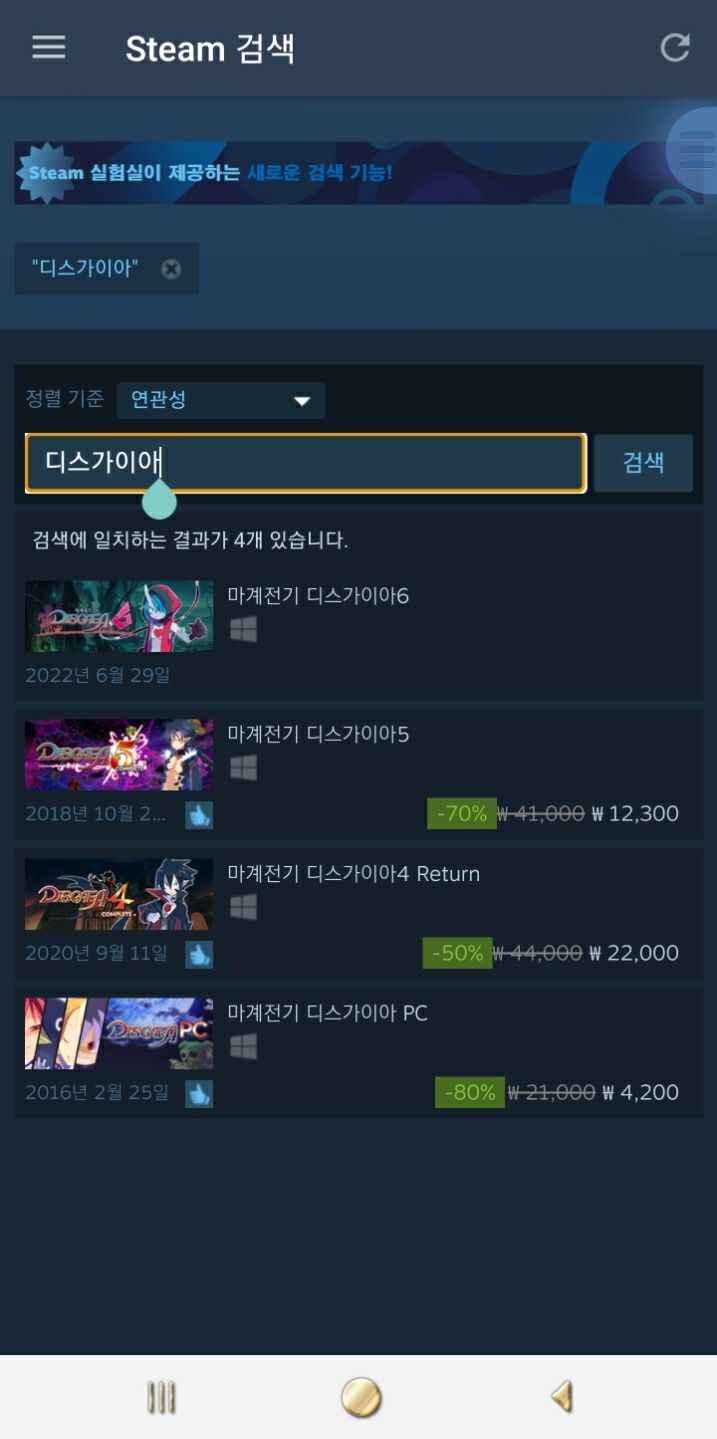 Steam 검색
Steam 실험실이 제공하는 새로운 검색 기능!
"디스가이아"
정렬 기준 연관성
디스가이아
검색
검색에 일치하는 결과가 4개 있습니다.
DISGAEA 6
마계전기 디스가이아6
2022년 6월 29일
DISGAEA 5 COMPLETE
마계전기 디스가이아5
2018년 10월 2...
-70% ₩ 41,000 ₩ 12,300
DISGAEA 4 COMPLETE+
마계전기 디스가이아4 Return
2020년 9월 11일
-50% ₩ 44,000 ₩ 22,000
DISGAEA PC
마계전기 디스가이아 PC
2016년 2월 25일
-80% ₩ 21,000 ₩ 4,200